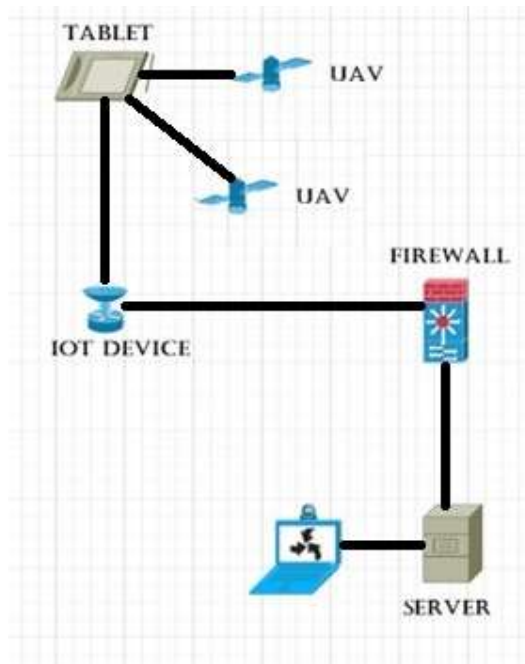 TABLET
UAV
UAV
FIREWALL
IOT DEVICE
SERVER